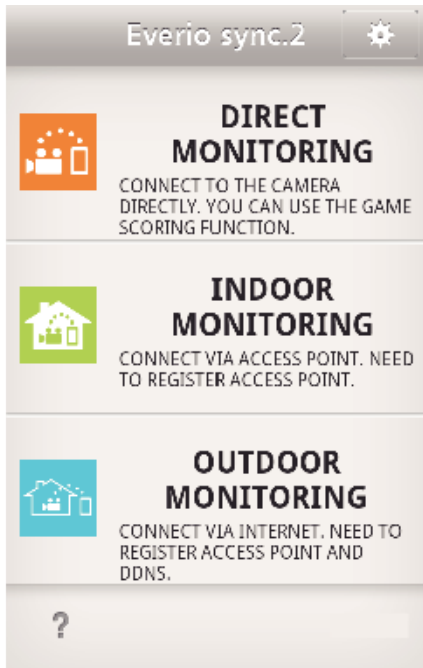 Everio sync.2
DIRECT
MONITORING
CONNECT TO THE CAMERA
DIRECTLY. YOU CAN USE THE GAME
SCORING FUNCTION.
INDOOR
MONITORING
CONNECT VIA ACCESS POINT. NEED
TO REGISTER ACCESS POINT.
OUTDOOR
MONITORING
CONNECT VIA INTERNET. NEED TO
REGISTER ACCESS POINT AND
DDNS.
?